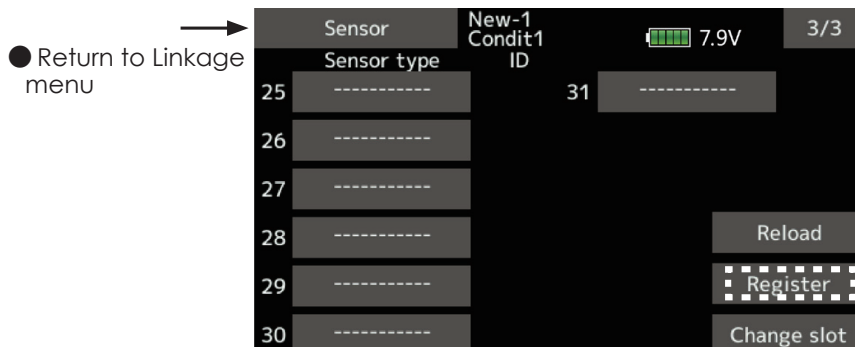 Sensor
New-1
Condit1
7.9V
3/3
● Return to Linkage
menu
Sensor type
ID
25 -----------
31 -----------
26 -----------
27 -----------
28 -----------
Reload
29 -----------
Register
30 -----------
Change slot